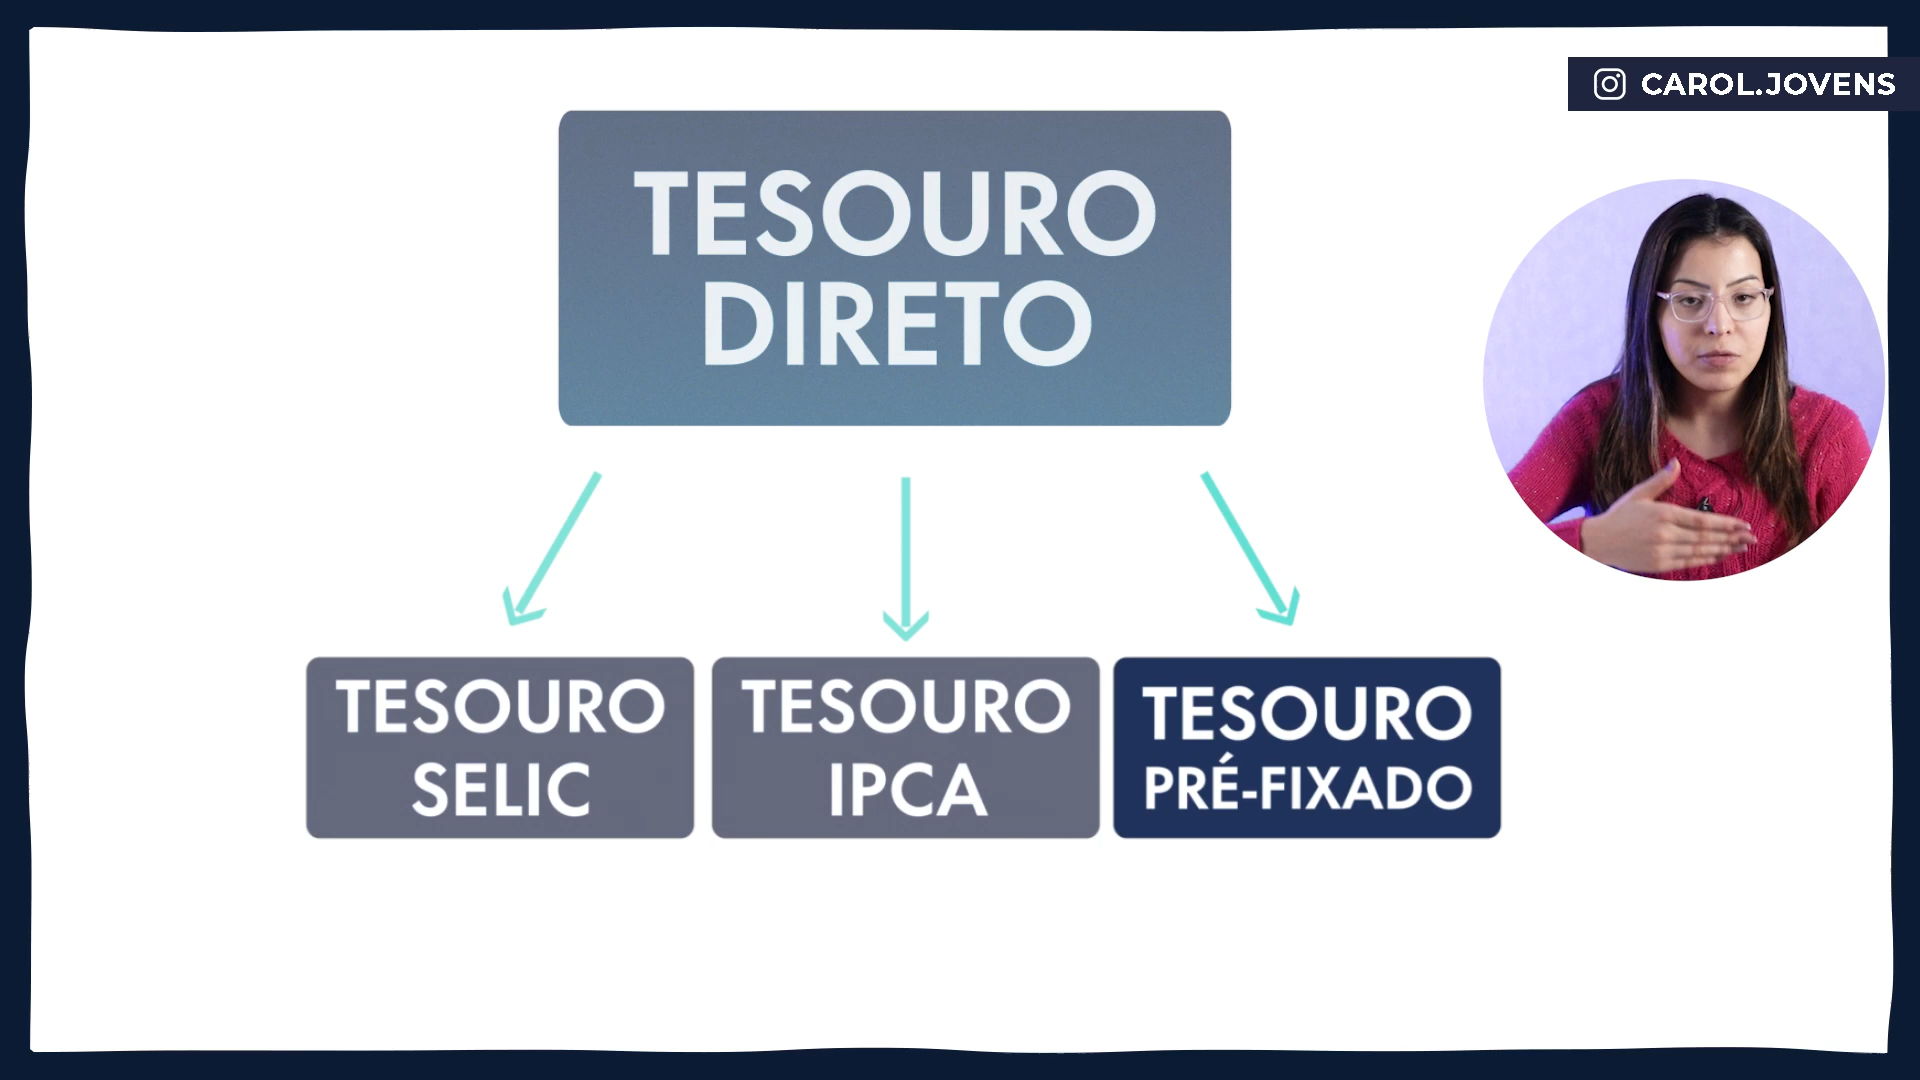 CAROL.JOVENS
TESOURO
DIRETO
TESOURO
SELIC
TESOURO
IPCA
TESOURO
PRÉ-FIXADO